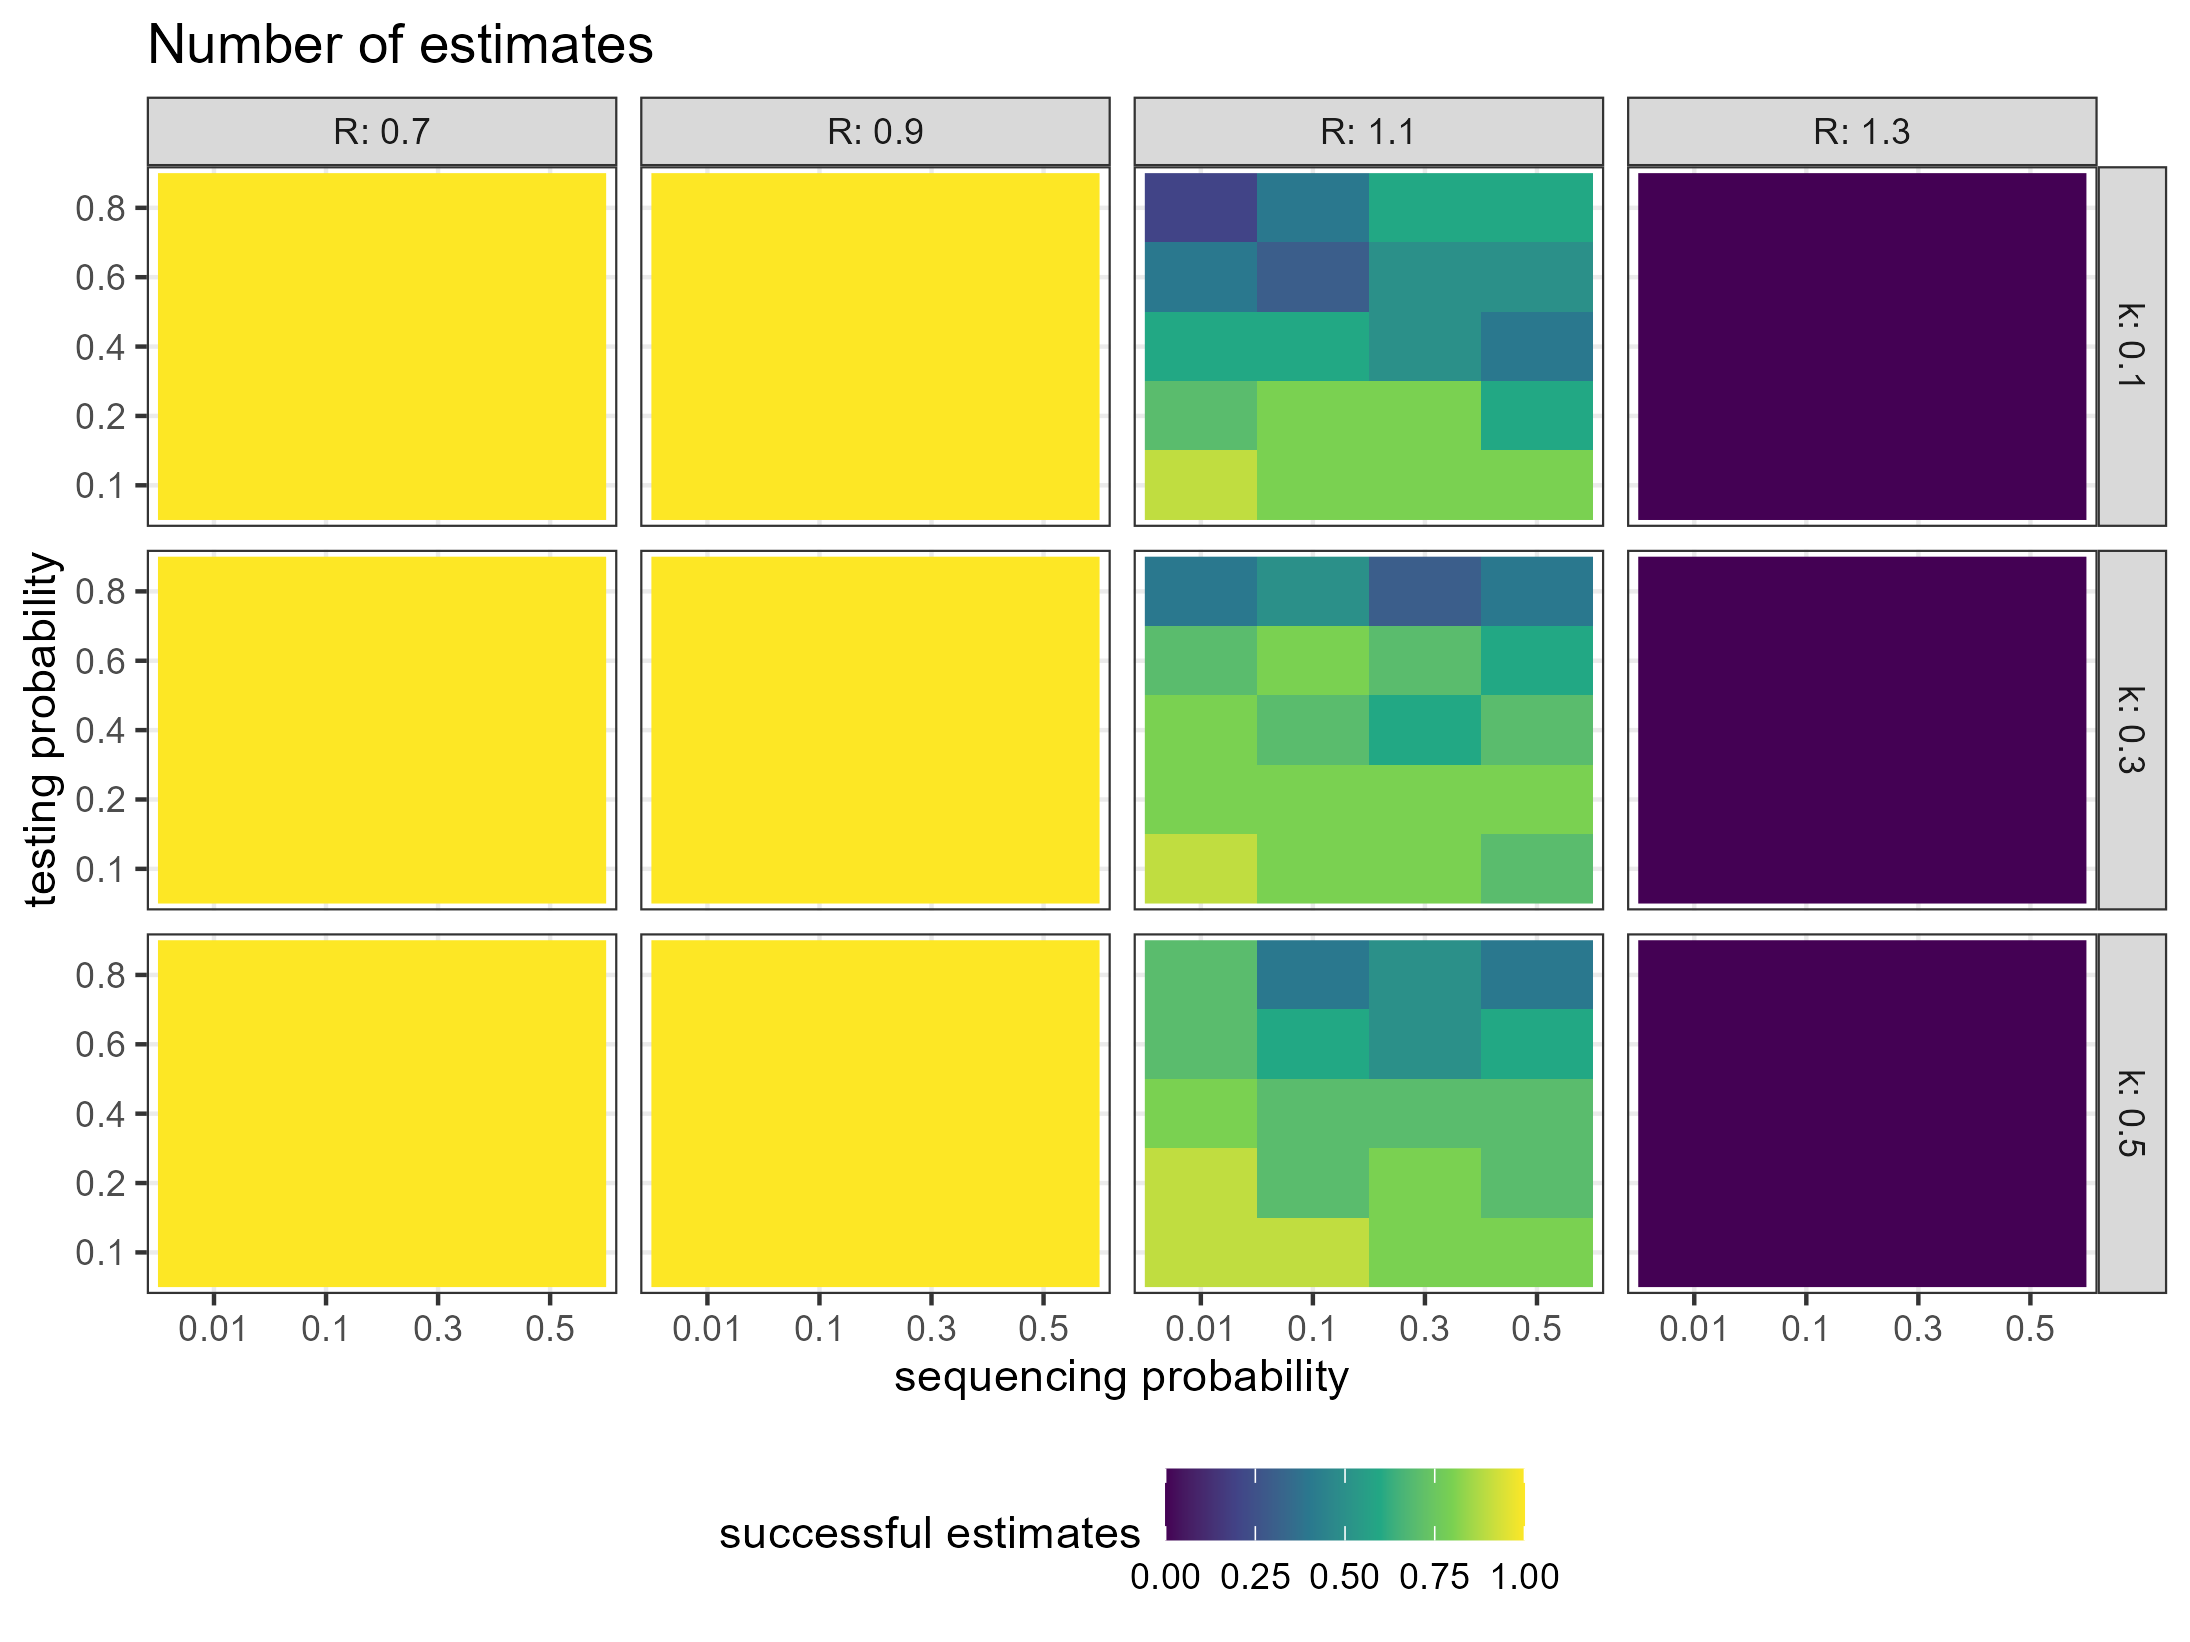 Number of estimates
R: 0.7
R: 0.9
R: 1.1
R: 1.3
0.8
0.6
0.4
0.2
0.1
k: 0.1
0.8
0.6
0.4
0.2
0.1
k: 0.3
testing probability
0.8
0.6
0.4
0.2
0.1
k: 0.5
0.01 0.1 0.3 0.5
0.01 0.1 0.3 0.5
0.01 0.1 0.3 0.5
0.01 0.1 0.3 0.5
sequencing probability
successful estimates
0.00 0.25 0.50 0.75 1.00